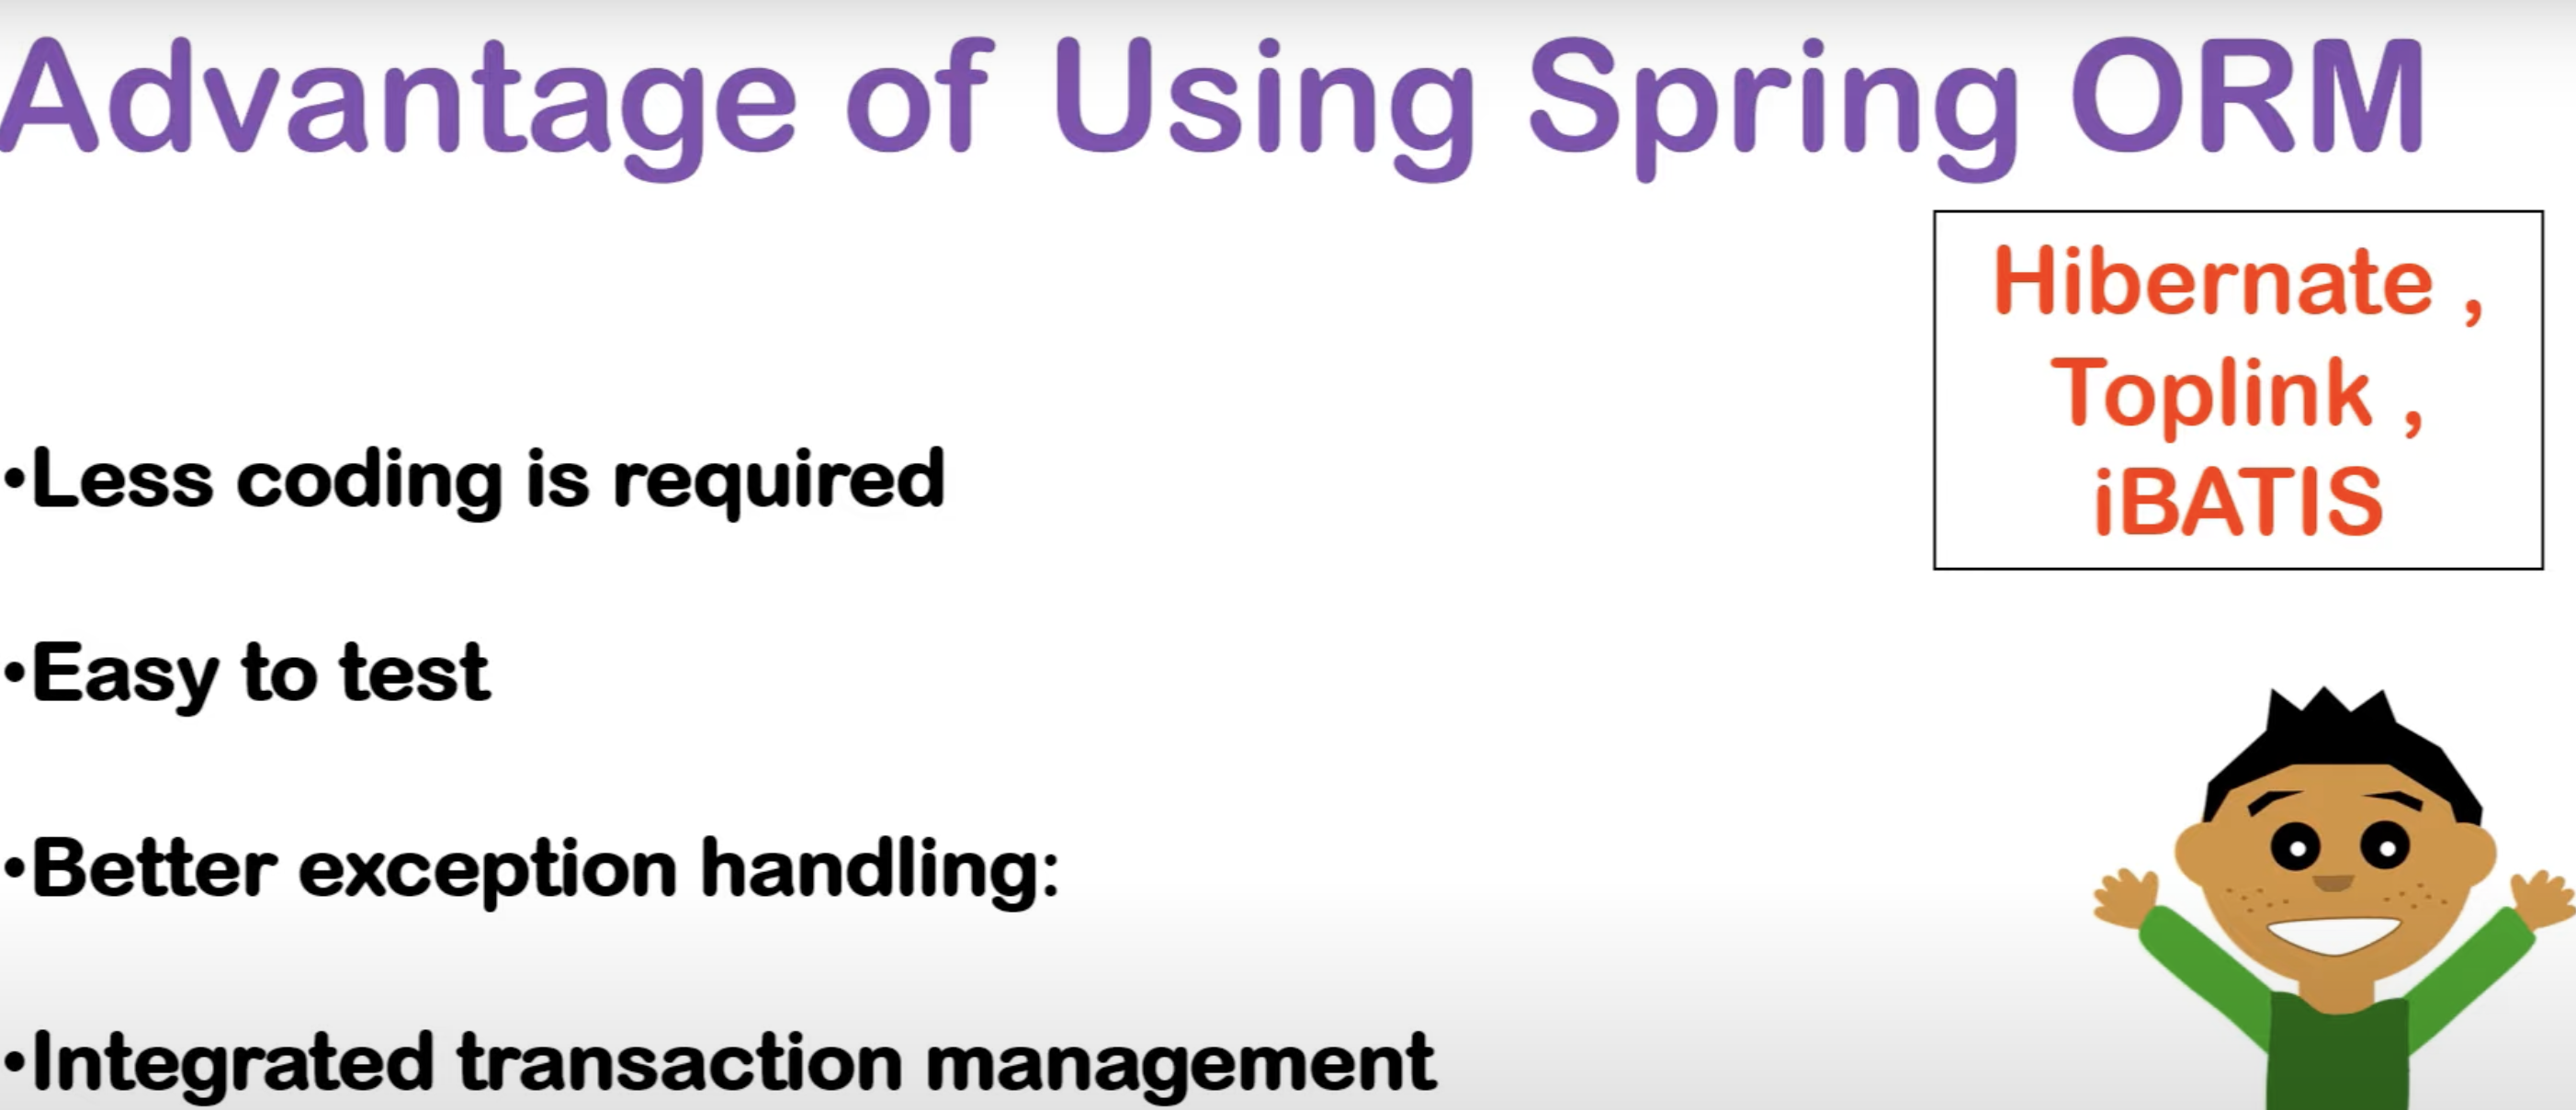 Advantage of Using Spring ORM
Hibernate ,
Toplink ,
iBATIS
•Less coding is required
•Easy to test
•Better exception handling:
•Integrated transaction management